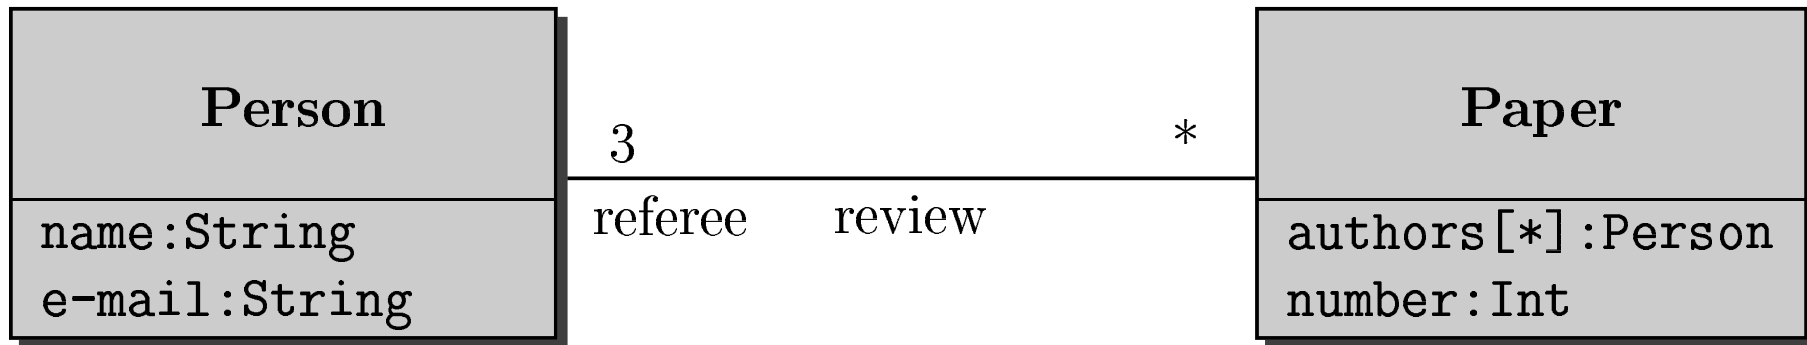 Person
name:String
e-mail:String
3
*
referee
review
Paper
authors[*]:Person
number:Int